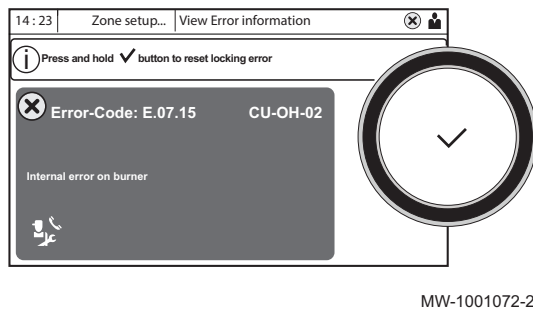 14 : 23 Zone setup... View Error information
Press and hold ✓ button to reset locking error
Error-Code: E.07.15 CU-OH-02
Internal error on burner
MW-1001072-2